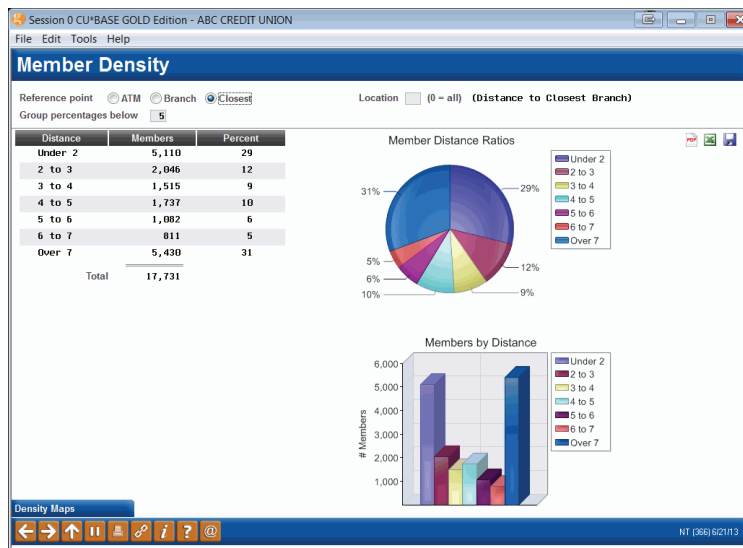 Session 0 CU*BASE GOLD Edition - ABC CREDIT UNION
File Edit Tools Help
Member Density
Reference point ATM Branch Closest
Location (0 = all) (Distance to Closest Branch)
Group percentages below 5
Distance Members Percent
Under 2 5,110 29
2 to 3 2,046 12
3 to 4 1,515 9
4 to 5 1,737 10
5 to 6 1,082 6
6 to 7 811 5
Over 7 5,430 31
Total 17,731
PDF
Member Distance Ratios
31%
29%
12%
9%
10%
6%
5%
Under 2
2 to 3
3 to 4
4 to 5
5 to 6
6 to 7
Over 7
Members by Distance
# Members
6,000
5,000
4,000
3,000
2,000
1,000
Under 2
2 to 3
3 to 4
4 to 5
5 to 6
6 to 7
Over 7
Density Maps
NT (366) 6/21/13